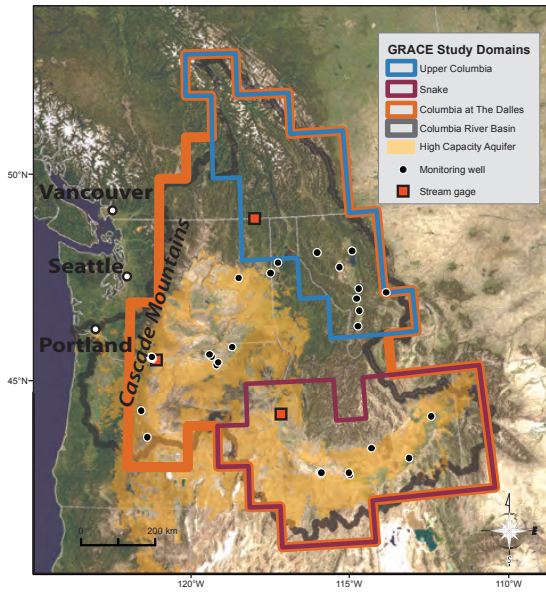 GRACE Study Domains
Upper Columbia
Snake
Columbia at The Dalles
Columbia River Basin
High Capacity Aquifer
Monitoring well
Stream gage
50°N
Vancouver
Seattle
Cascade Mountains
Portland
45°N
0
200 km
120°W
115°W
110°W
N
S